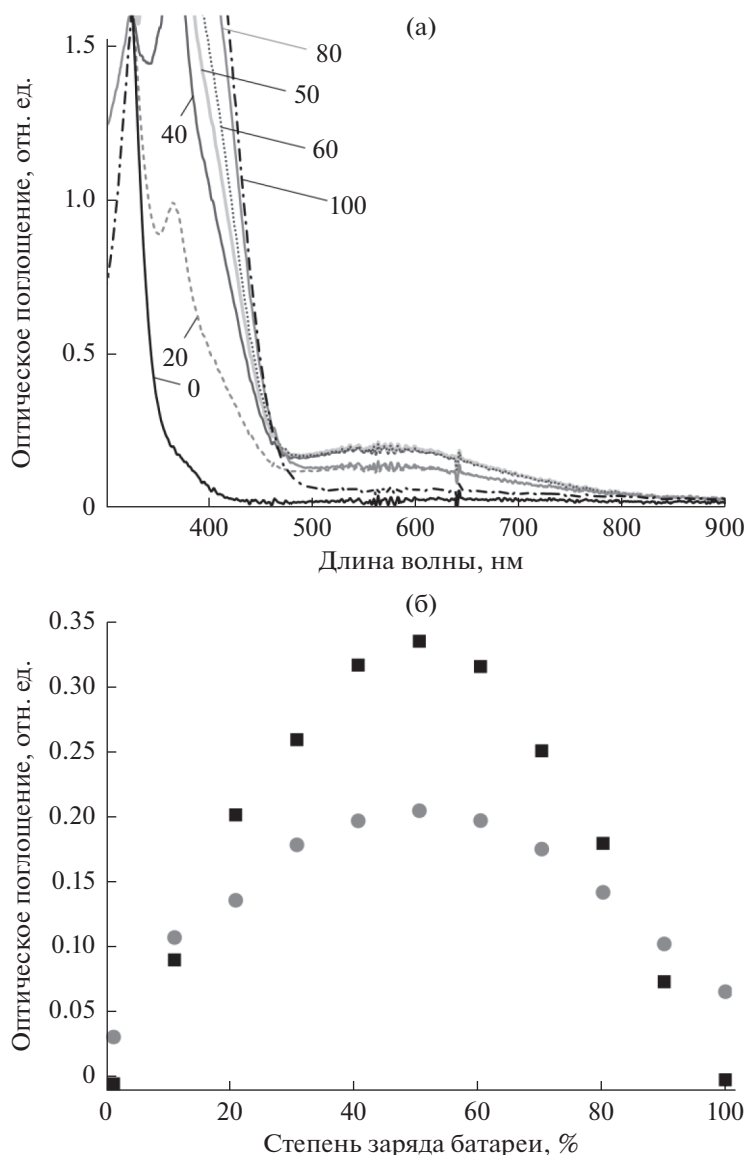 (а)
Оптическое поглощение, отн. ед.
1.5
1.0
0.5
0
80
50
40
60
100
20
0
400 500 600 700 800 900
Длина волны, нм
(б)
Оптическое поглощение, отн. ед.
0.35
0.30
0.25
0.20
0.15
0.10
0.05
0
0 20 40 60 80 100
Степень заряда батареи, %